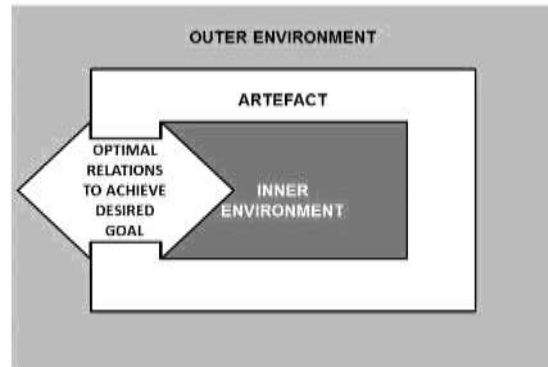 OUTER ENVIRONMENT
ARTEFACT
OPTIMAL
RELATIONS
TO ACHIEVE
DESIRED
GOAL
INNER
ENVIRONMENT